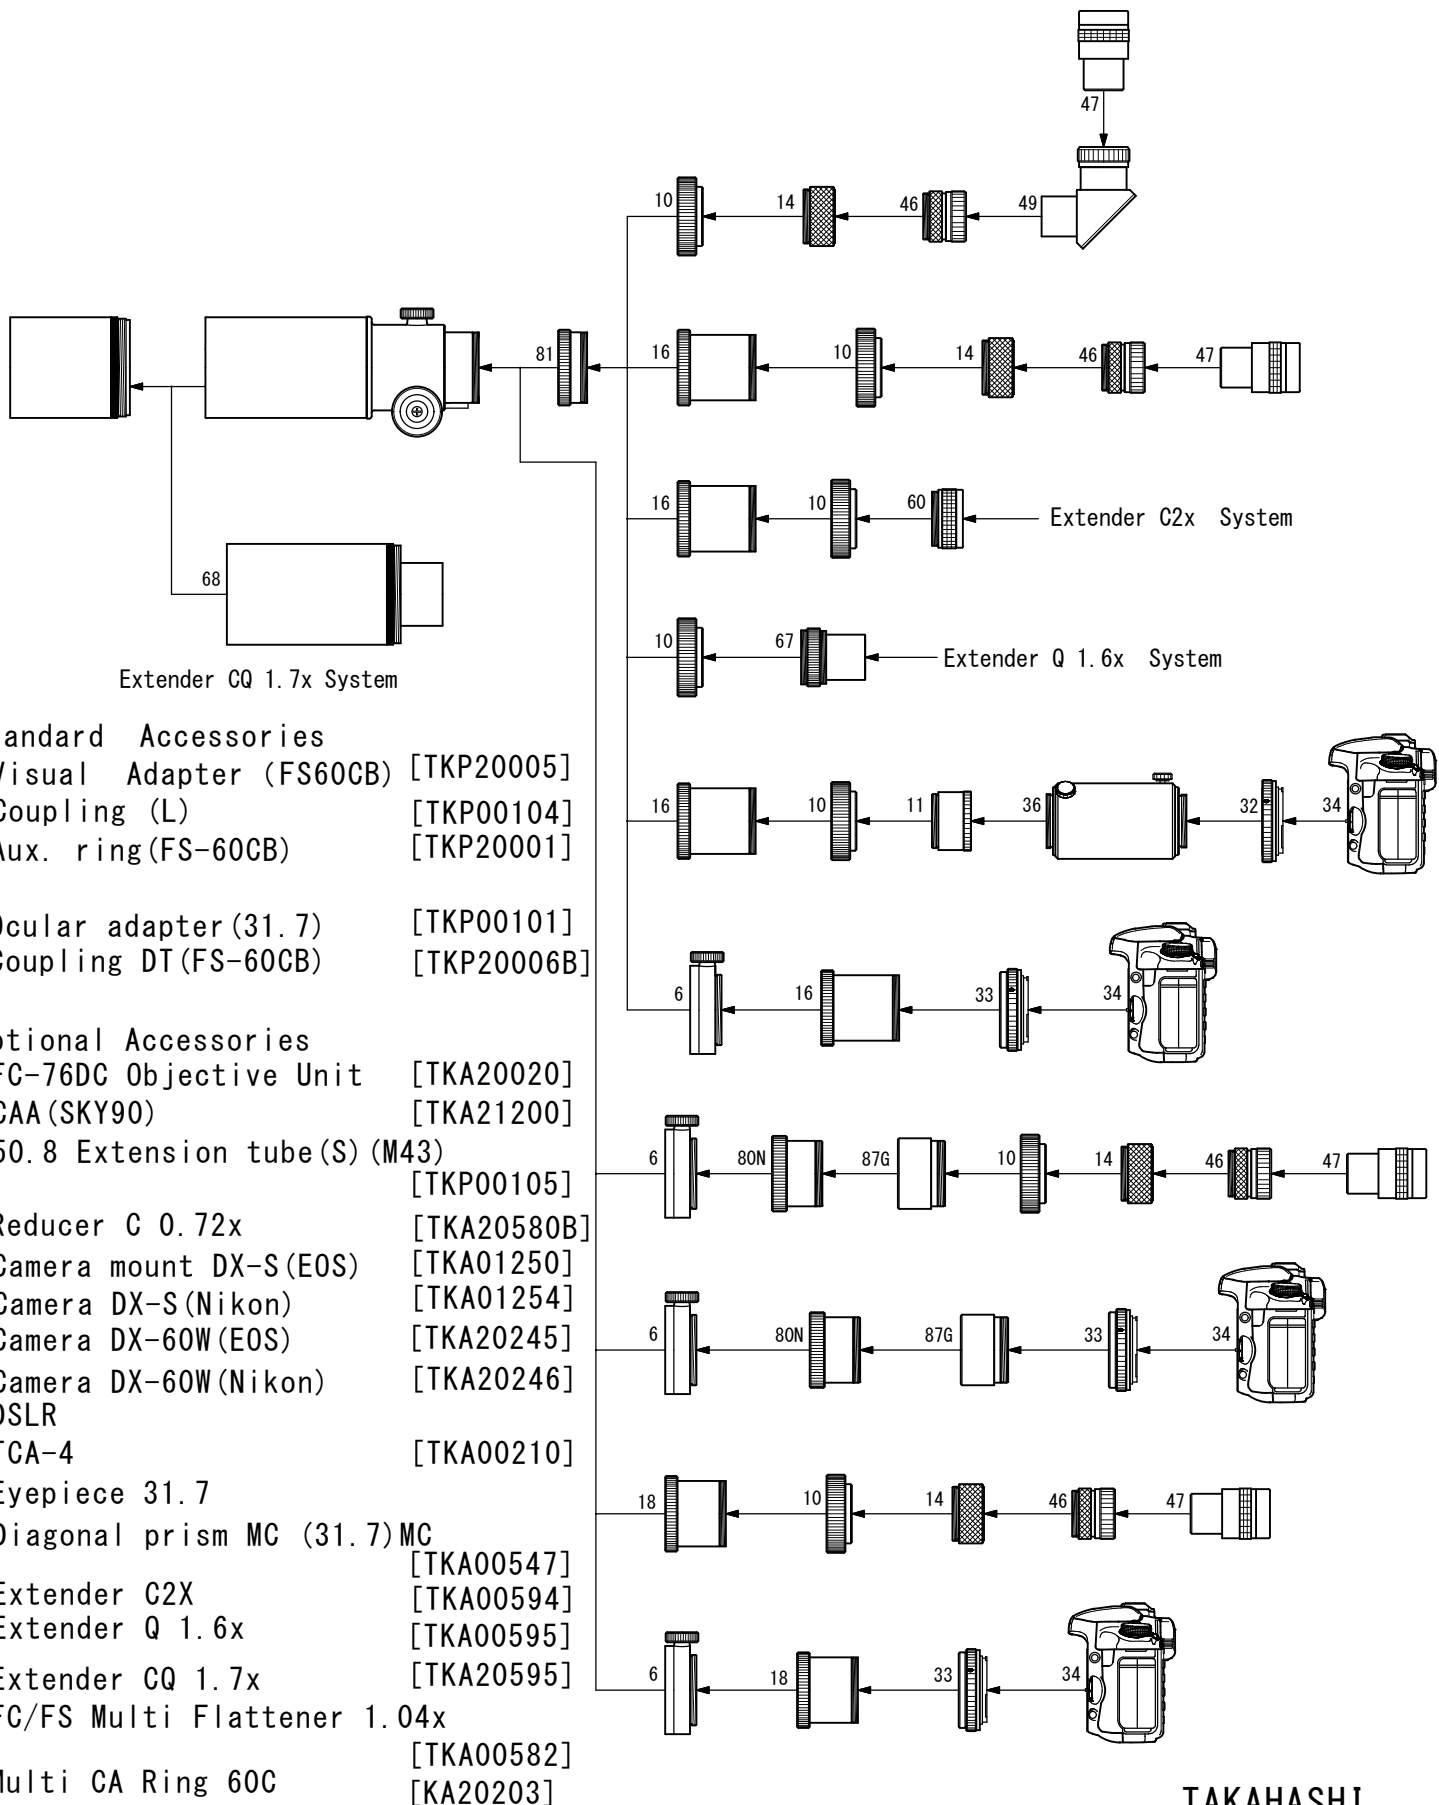 47
10 14 46 49
81 16 10 14 46 47
16 10 60 Extender C2x System
68
10 67 Extender Q 1.6x System
Extender CQ 1.7x System
andard Accessories
Visual Adapter (FS60CB) [TKP20005]
Coupling (L) [TKP00104]
Aux. ring(FS-60CB) [TKP20001]
16 10 11 36 32 34
Ocular adapter(31.7) [TKP00101]
Coupling DT(FS-60CB) [TKP20006B]
6 16 33 34
otional Accessories
FC-76DC Objective Unit [TKA20020]
CAA(SKY90) [TKA21200]
50.8 Extension tube(S)(M43)
[TKP00105]
6 80N 87G 10 14 46 47
Reducer C 0.72x [TKA20580B]
Camera mount DX-S(EOS) [TKA01250]
Camera DX-S(Nikon) [TKA01254]
Camera DX-60W(EOS) [TKA20245]
6 80N 87G 33 34
Camera DX-60W(Nikon) [TKA20246]
DSLR
TCA-4 [TKA00210]
Eyepiece 31.7
18 10 14 46 47
Diagonal prism MC (31.7)MC
[TKA00547]
Extender C2X [TKA00594]
Extender Q 1.6x [TKA00595]
Extender CQ 1.7x [TKA20595]
6 18 33 34
FC/FS Multi Flattener 1.04x
[TKA00582]
Multi CA Ring 60C [KA20203]
TAKAHASHI